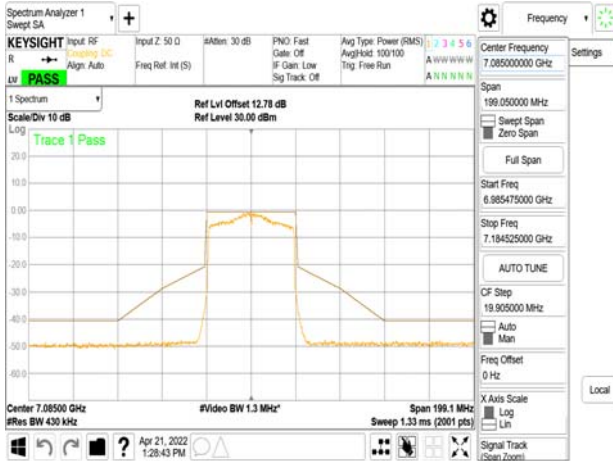 Spectrum Analyzer 1
Swept SA
Frequency
KEYSIGHT
R
LXI
PASS
Input: RF
Coupling: DC
Align: Auto
Input Z: 50 Ω
Freq Ref: Int (S)
#Atten: 30 dB
PNO: Fast
Gate: Off
IF Gain: Low
Sig Track: Off
Avg Type: Power (RMS)
Avg|Hold: 100/100
Trig: Free Run
1 2 3 4 5 6
A W W W W W
A N N N N N
1 Spectrum
Scale/Div 10 dB
Ref Lvl Offset 12.78 dB
Ref Level 30.00 dBm
Log
Trace 1 Pass
20.0
10.0
0.00
-10.0
-20.0
-30.0
-40.0
-50.0
-60.0
Center 7.08500 GHz
#Res BW 430 kHz
#Video BW 1.3 MHz*
Span 199.1 MHz
Sweep 1.33 ms (2001 pts)
?
Apr 21, 2022
1:28:43 PM
Center Frequency
7.085000000 GHz
Settings
Span
199.050000 MHz
Swept Span
Zero Span
Full Span
Start Freq
6.985475000 GHz
Stop Freq
7.184525000 GHz
AUTO TUNE
CF Step
19.905000 MHz
Auto
Man
Freq Offset
0 Hz
Local
X Axis Scale
Log
Lin
Signal Track
(Span Zoom)